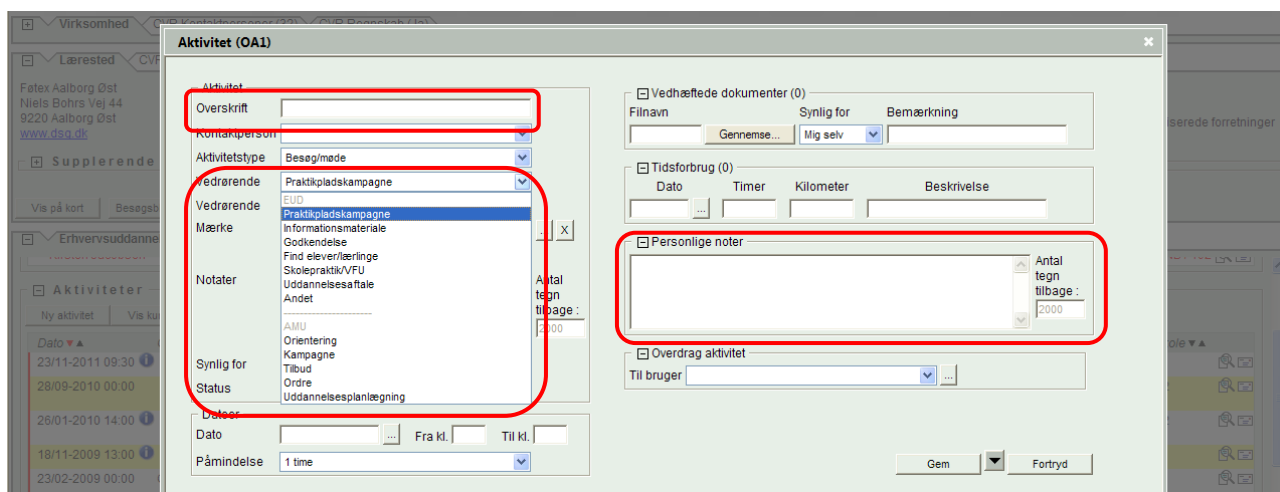 Virksomhed CVR Kontaktpersoner (32) CVR Regnskab (Ja)
Aktivitet (OA1)
Lærested CVR
Føtex Aalborg Øst
Niels Bohrs Vej 44
9220 Aalborg Øst
www.dsg.dk
Supplerende
Vis på kort Besøgsb
Erhvervsuddanne
Aktiviteter
Ny aktivitet Vis ku
Dato
23/11-2011 09:30
28/09-2010 00:00
26/01-2010 14:00
18/11-2009 13:00
23/02-2009 00:00
Aktivitet
Overskrift
Kontaktperson
Aktivitetstype Besøg/møde
Vedrørende Praktikpladskampagne
Vedrørende
Mærke
Notater
Synlig for
Status
EUD
Praktikpladskampagne
Informationsmateriale
Godkendelse
Find elever/lærlinge
Skolepraktik/VFU
Uddannelsesaftale
Andet
----------------------
AMU
Orientering
Kampagne
Tilbud
Ordre
Uddannelsesplanlægning
... X
Antal
tegn
tilbage :
2000
Datoer
Dato ... Fra kl. Til kl.
Påmindelse 1 time
Vedhæftede dokumenter (0)
Filnavn Synlig for Bemærkning
Gennemse... Mig selv
Tidsforbrug (0)
Dato Timer Kilometer Beskrivelse
...
Personlige noter
Antal
tegn
tilbage :
2000
Overdrag aktivitet
Til bruger ...
Gem Fortryd
iserede forretninger